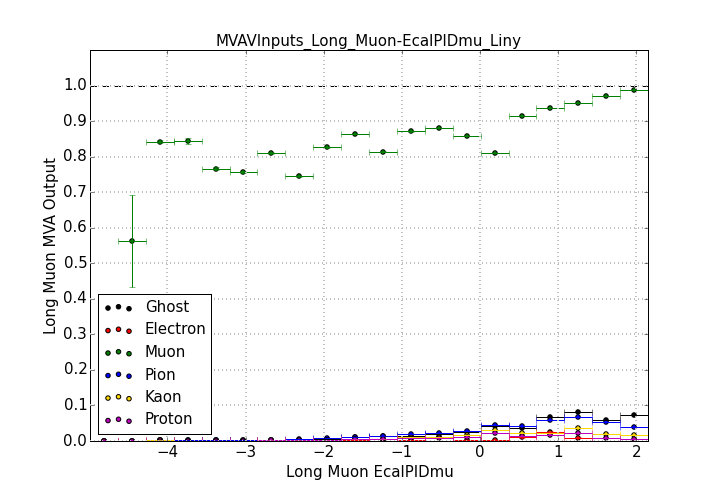 MVAVInputs_Long_Muon-EcalPIDmu_Liny
Long Muon MVA Output
1.0
0.9
0.8
0.7
0.6
0.5
0.4
0.3
0.2
0.1
0.0
Ghost
Electron
Muon
Pion
Kaon
Proton
−4 −3 −2 −1 0 1 2
Long Muon EcalPIDmu